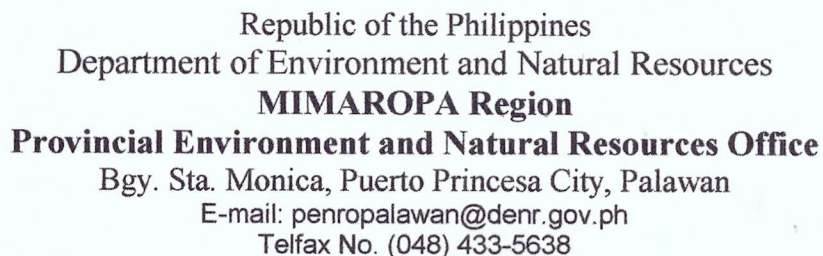 Republic of the Philippines
Department of Environment and Natural Resources
MIMAROPA Region
Provincial Environment and Natural Resources Office
Bgy. Sta. Monica, Puerto Princesa City, Palawan
E-mail: penropalawan@denr.gov.ph
Telfax No. (048) 433-5638